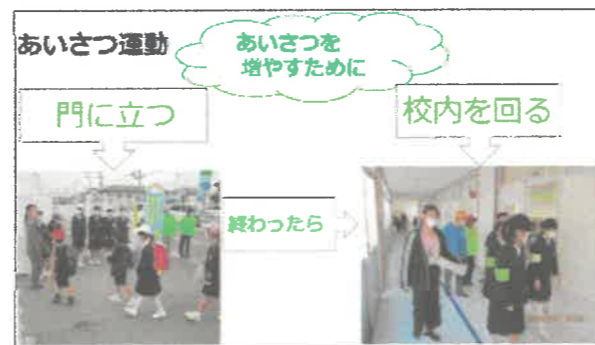 あいさつ運動
あいさつを
増やすために
門に立つ
校内を回る
終わったら